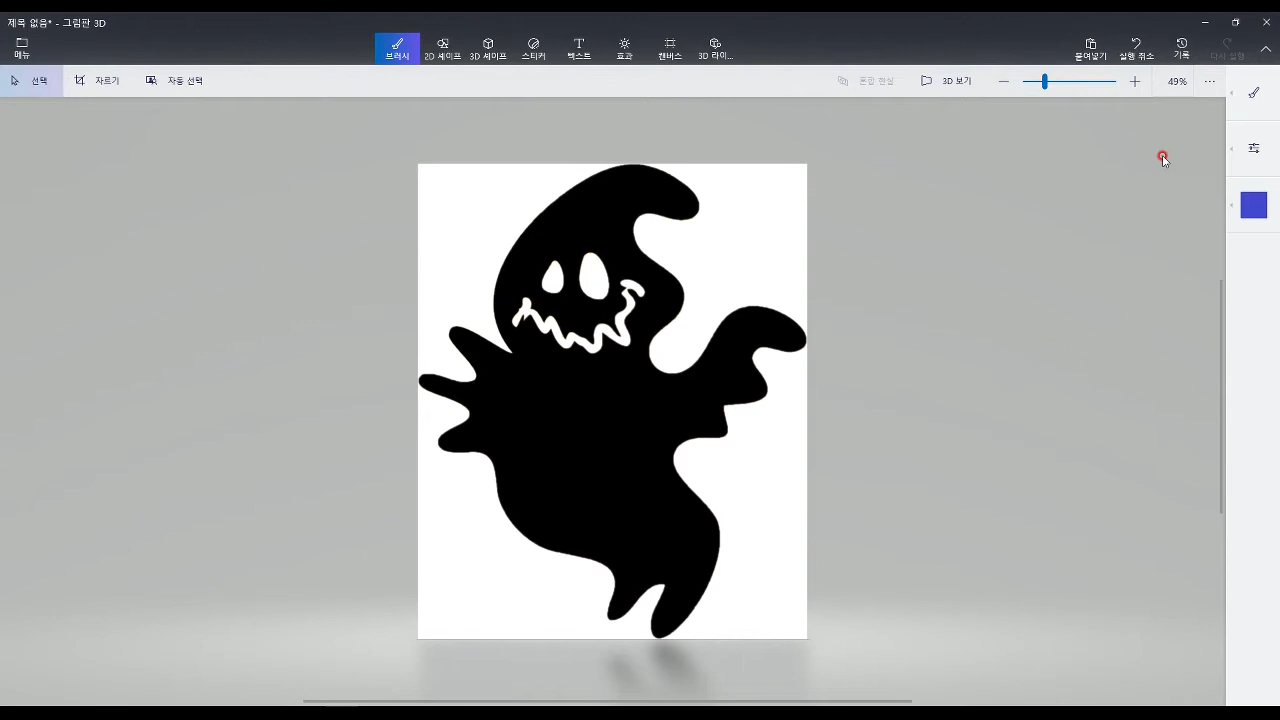 제목 없음* - 그림판 3D
메뉴
브러시
2D 셰이프
3D 셰이프
스티커
텍스트
효과
캔버스
3D 라이...
붙여넣기
실행 취소
기록
다시 실행
선택
자르기
자동 선택
혼합 현실
3D 보기
49%